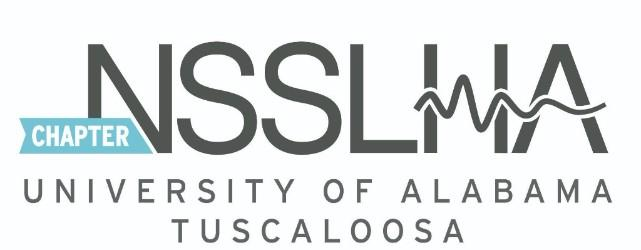 NSSLHA
CHAPTER
UNIVERSITY OF ALABAMA
TUSCALOOSA